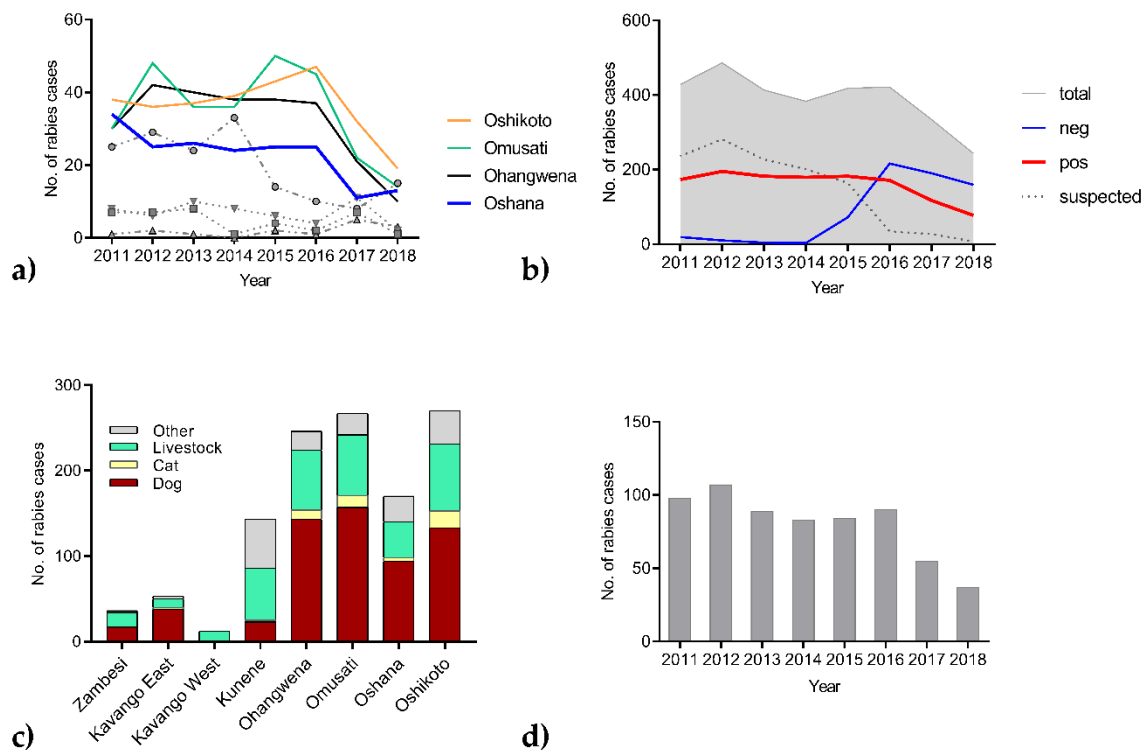 60
40
20
0
No. of rabies cases
2011 2012 2013 2014 2015 2016 2017 2018
Year
Oshikoto
Omusati
Ohangwena
Oshana
a)
600
400
200
0
No. of rabies cases
2011 2012 2013 2014 2015 2016 2017 2018
Year
total
neg
pos
suspected
b)
300
200
100
0
No. of rabies cases
Other
Livestock
Cat
Dog
Zambesi
Kavango East
Kavango West
Kunene
Ohangwena
Omusati
Oshana
Oshikoto
c)
150
100
50
0
No. of rabies cases
2011 2012 2013 2014 2015 2016 2017 2018
Year
d)